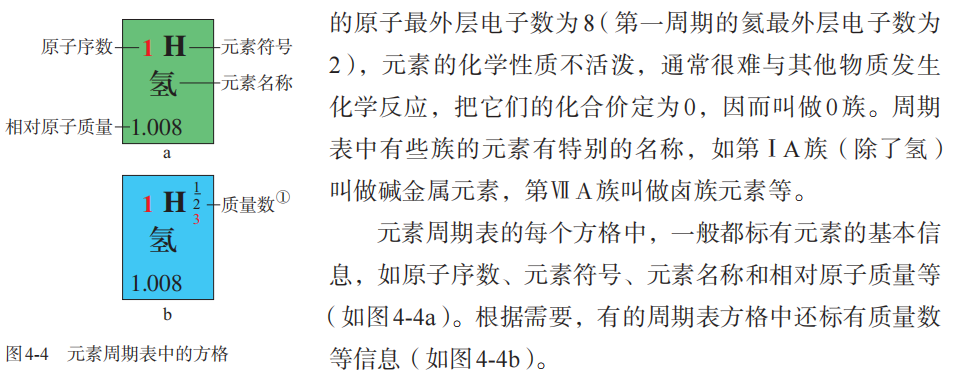 原子序数
1 H
元素符号
氢
元素名称
相对原子质量
1.008
a
1 H
1
2
3
质量数①
氢
1.008
b
图4-4 元素周期表中的方格
的原子最外层电子数为8（第一周期的氦最外层电子数为
2），元素的化学性质不活泼，通常很难与其他物质发生
化学反应，把它们的化合价定为0，因而叫做0族。周期
表中有些族的元素有特别的名称，如第ⅠA族（除了氢）
叫做碱金属元素，第ⅦA族叫做卤族元素等。
元素周期表的每个方格中，一般都标有元素的基本信
息，如原子序数、元素符号、元素名称和相对原子质量等
（如图4-4a）。根据需要，有的周期表方格中还标有质量数
等信息（如图4-4b）。